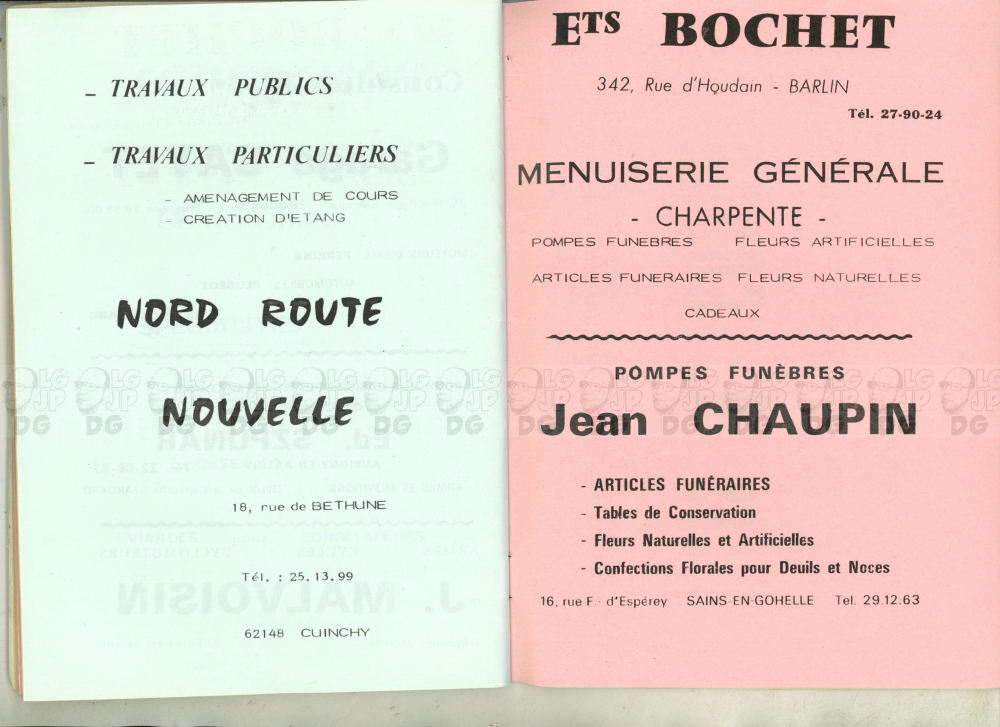 - TRAVAUX PUBLICS
- TRAVAUX PARTICULIERS
- AMENAGEMENT DE COURS
- CREATION D'ETANG
NORD ROUTE
NOUVELLE
18, rue de BETHUNE
Tél. : 25.13.99
62148 CUINCHY
ETS BOCHET
342, Rue d'Houdain - BARLIN
Tél. 27-90-24
MENUISERIE GÉNÉRALE
- CHARPENTE -
POMPES FUNEBRES FLEURS ARTIFICIELLES
ARTICLES FUNERAIRES FLEURS NATURELLES
CADEAUX
POMPES FUNÈBRES
Jean CHAUPIN
- ARTICLES FUNÉRAIRES
- Tables de Conservation
- Fleurs Naturelles et Artificielles
- Confections Florales pour Deuils et Noces
16, rue F. d'Espérey SAINS-EN-GOHELLE Tel. 29.12.63